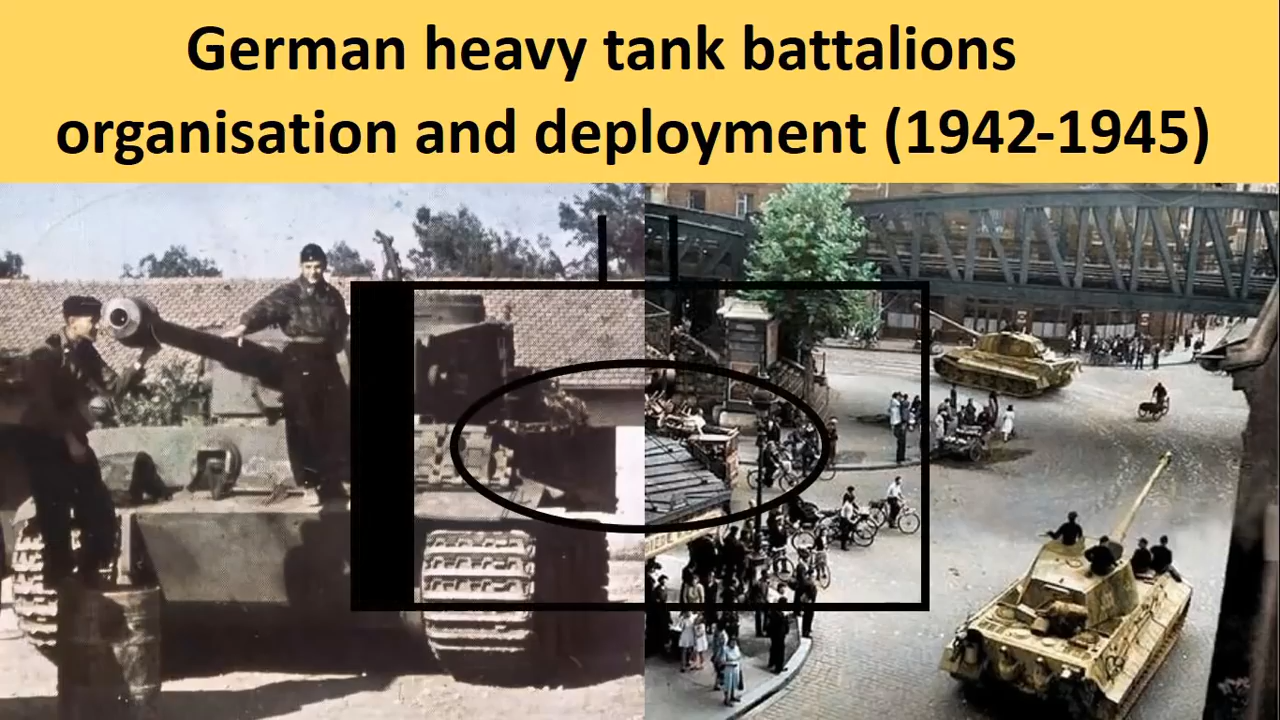 German heavy tank battalions
organisation and deployment (1942-1945)